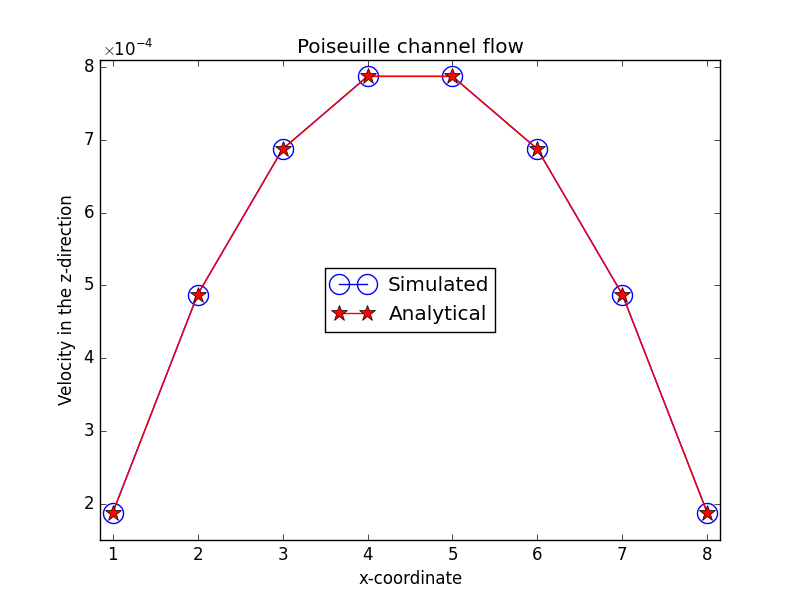 Poiseuille channel flow
×10⁻⁴
8
7
6
5
4
3
2
Velocity in the z-direction
Simulated
Analytical
1 2 3 4 5 6 7 8
x-coordinate